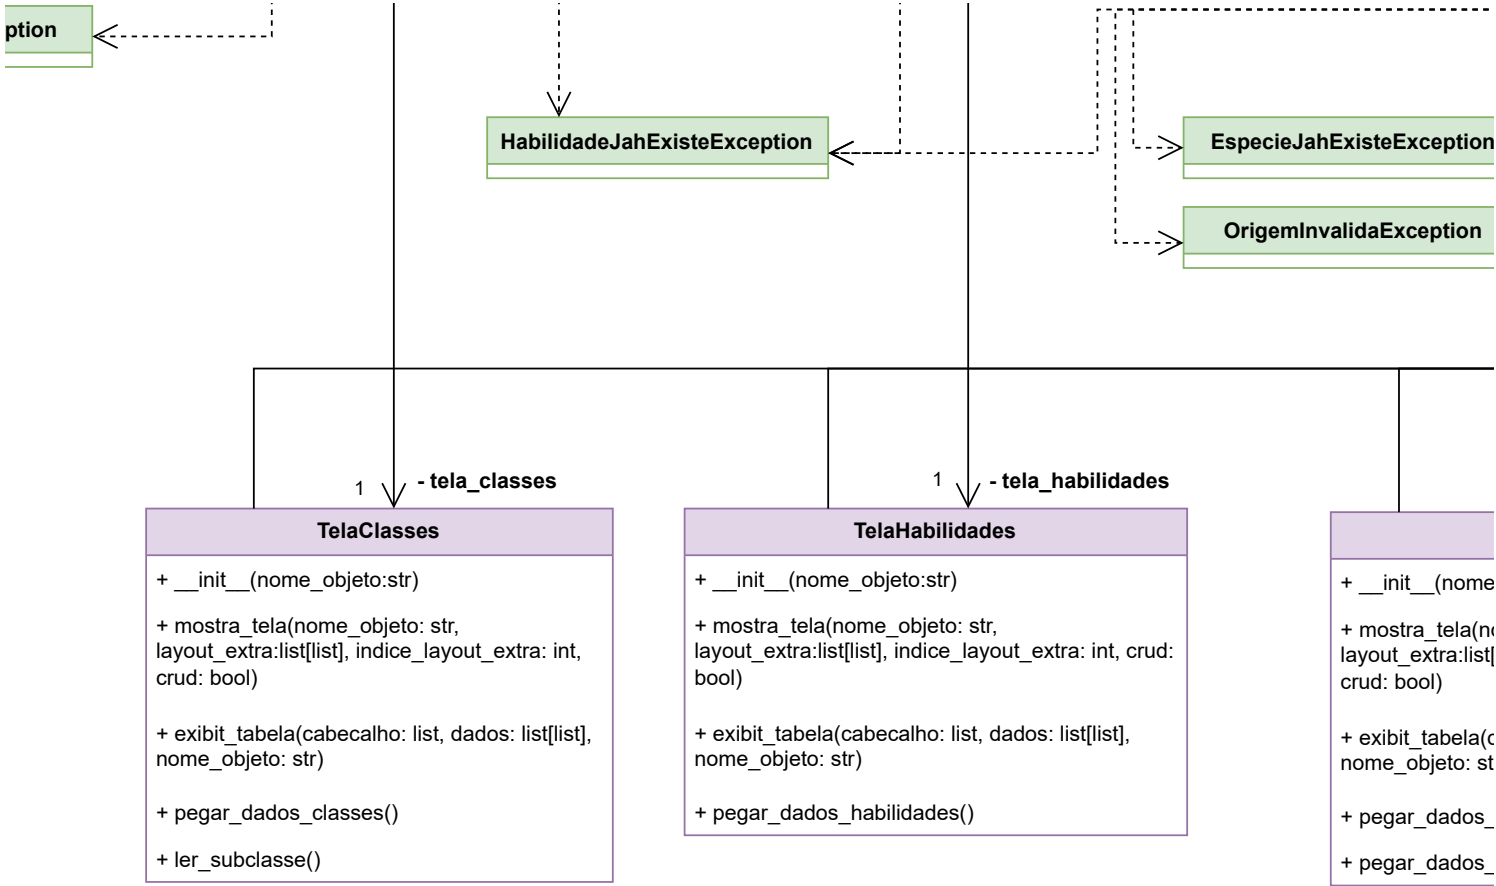 ption
HabilidadeJahExisteException
EspecieJahExisteException
OrigemInvalidaException
1
- tela_classes
1
- tela_habilidades
TelaClasses
+ __init__(nome_objeto:str)
+ mostra_tela(nome_objeto: str,
layout_extra:list[list], indice_layout_extra: int,
crud: bool)
+ exibit_tabela(cabecalho: list, dados: list[list],
nome_objeto: str)
+ pegar_dados_classes()
+ ler_subclasse()
TelaHabilidades
+ __init__(nome_objeto:str)
+ mostra_tela(nome_objeto: str,
layout_extra:list[list], indice_layout_extra: int, crud:
bool)
+ exibit_tabela(cabecalho: list, dados: list[list],
nome_objeto: str)
+ pegar_dados_habilidades()
+ __init__(nome
+ mostra_tela(no
layout_extra:list[
crud: bool)
+ exibit_tabela(c
nome_objeto: st
+ pegar_dados_
+ pegar_dados_